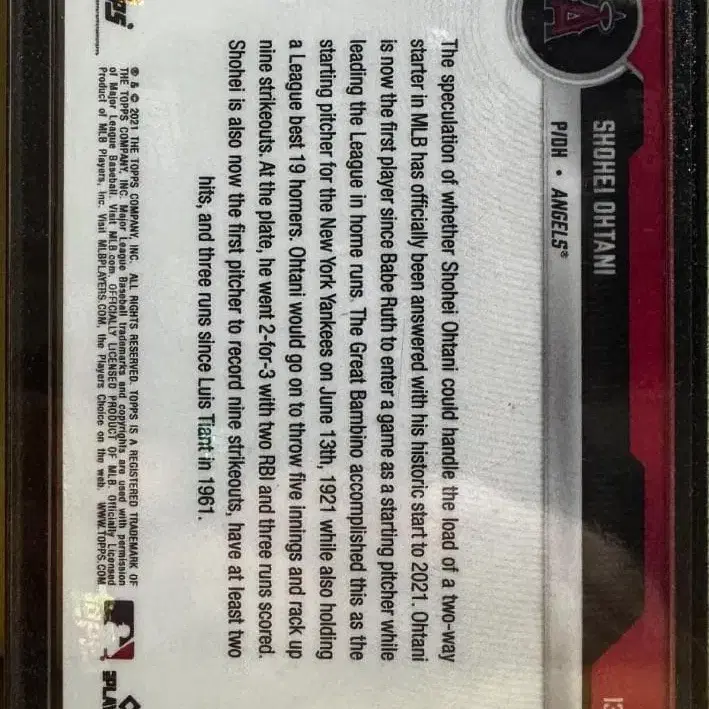 SHOHEI OHTANI
P/DH • ANGELS®
The speculation of whether Shohei Ohtani could handle the load of a two-way
starter in MLB has officially been answered with his historic start to 2021. Ohtani
is now the first player since Babe Ruth to enter a game as a starting pitcher while
leading the League in home runs. The Great Bambino accomplished this as the
starting pitcher for the New York Yankees on June 13th, 1921 while also holding
a League best 19 homers. Ohtani would go on to throw five innings and rack up
nine strikeouts. At the plate, he went 2-for-3 with two RBI and three runs scored.
Shohei is also now the first pitcher to record nine strikeouts, have at least two
hits, and three runs since Luis Tiant in 1961.
® & © 2021 THE TOPPS COMPANY, INC. ALL RIGHTS RESERVED. TOPPS IS A REGISTERED TRADEMARK OF
THE TOPPS COMPANY, INC. Major League Baseball trademarks and copyrights are used with permission
of Major League Baseball. Visit MLB.com. OFFICIALLY LICENSED PRODUCT OF MLB. Officially Licensed
Product of MLB Players, Inc. Visit MLBPLAYERS.COM, the Players Choice on the web. WWW.TOPPS.COM